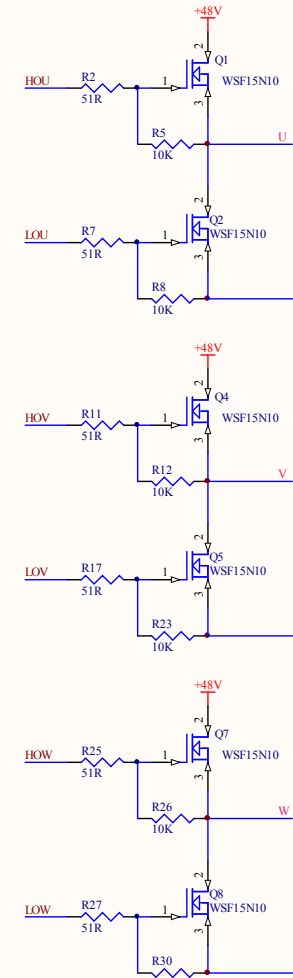 +48V
2
Q1
HOU
R2
1
WSF15N10
51R
3
R5
U
10K
2
Q2
LOU
R7
1
WSF15N10
51R
3
R8
10K
+48V
2
Q4
HOV
R11
1
WSF15N10
51R
3
R12
V
10K
2
Q5
LOV
R17
1
WSF15N10
51R
3
R23
10K
+48V
2
Q7
HOW
R25
1
WSF15N10
51R
3
R26
W
10K
2
Q8
LOW
R27
1
WSF15N10
51R
3
R30